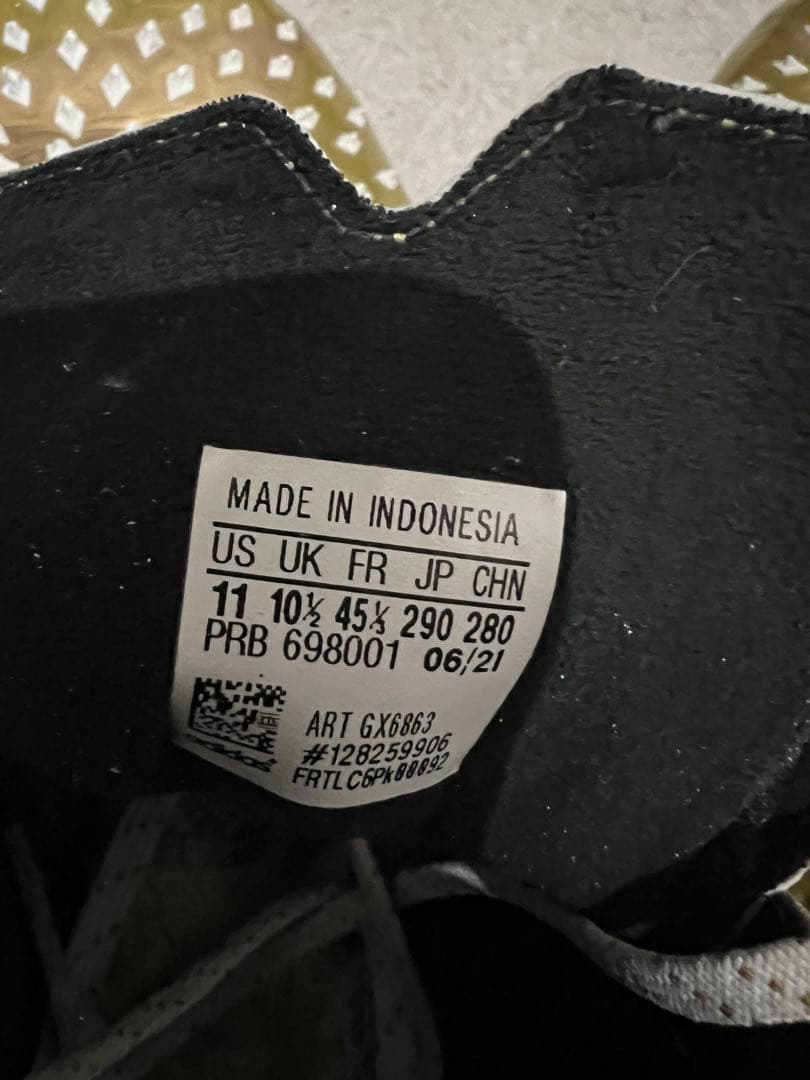 MADE IN INDONESIA
US UK FR JP CHN
11 10½ 45⅓ 290 280
PRB 698001 06/21
ART GX6863
#128259906
adidas